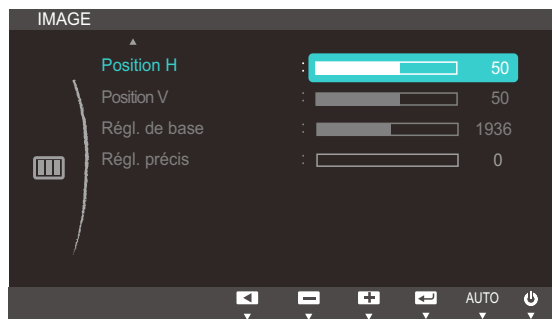 IMAGE
Position H : 50
Position V : 50
Régl. de base : 1936
Régl. précis : 0
AUTO